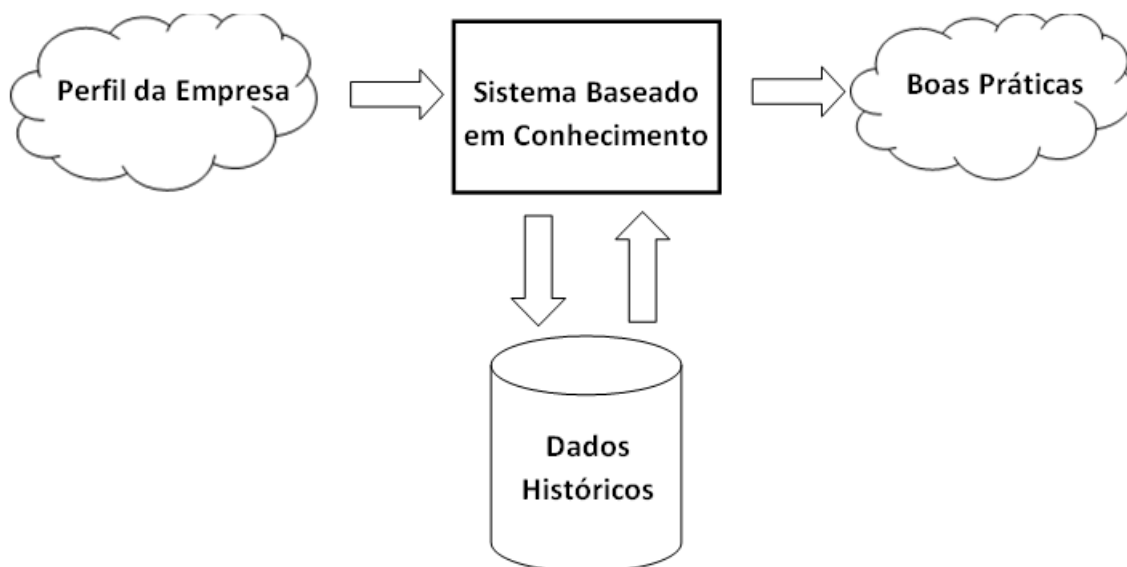 Perfil da Empresa
Sistema Baseado
em Conhecimento
Boas Práticas
Dados
Históricos